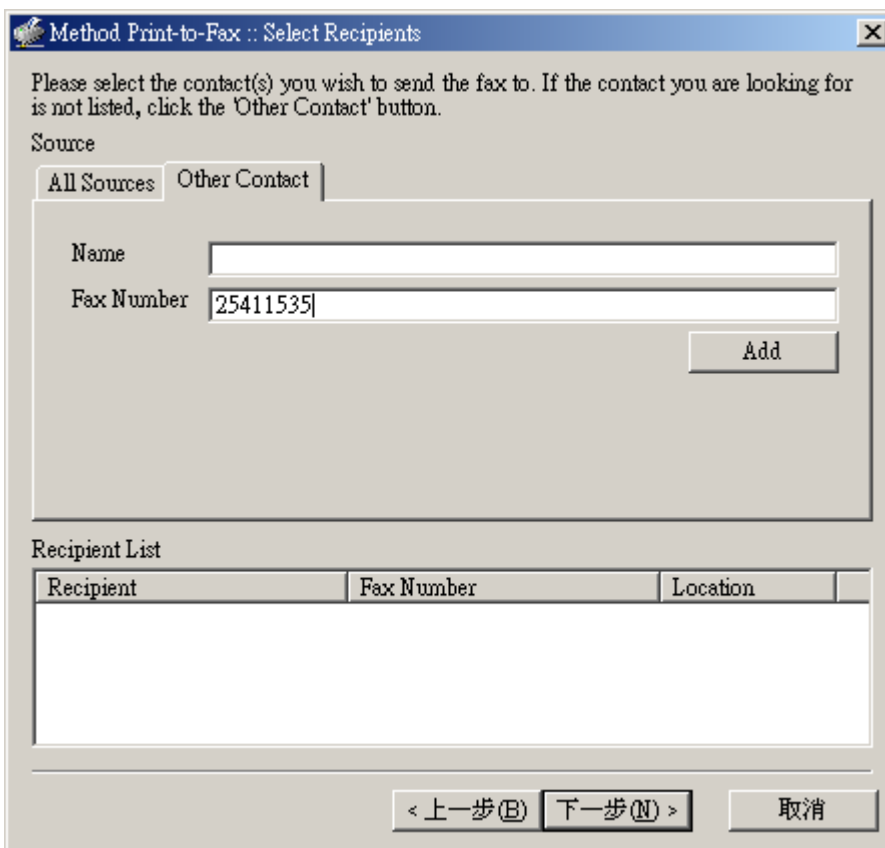 Method Print-to-Fax :: Select Recipients
Please select the contact(s) you wish to send the fax to. If the contact you are looking for
is not listed, click the 'Other Contact' button.
Source
All Sources Other Contact
Name
Fax Number 25411535
Add
Recipient List
Recipient Fax Number Location
< 上一步(B) 下一步(N) > 取消